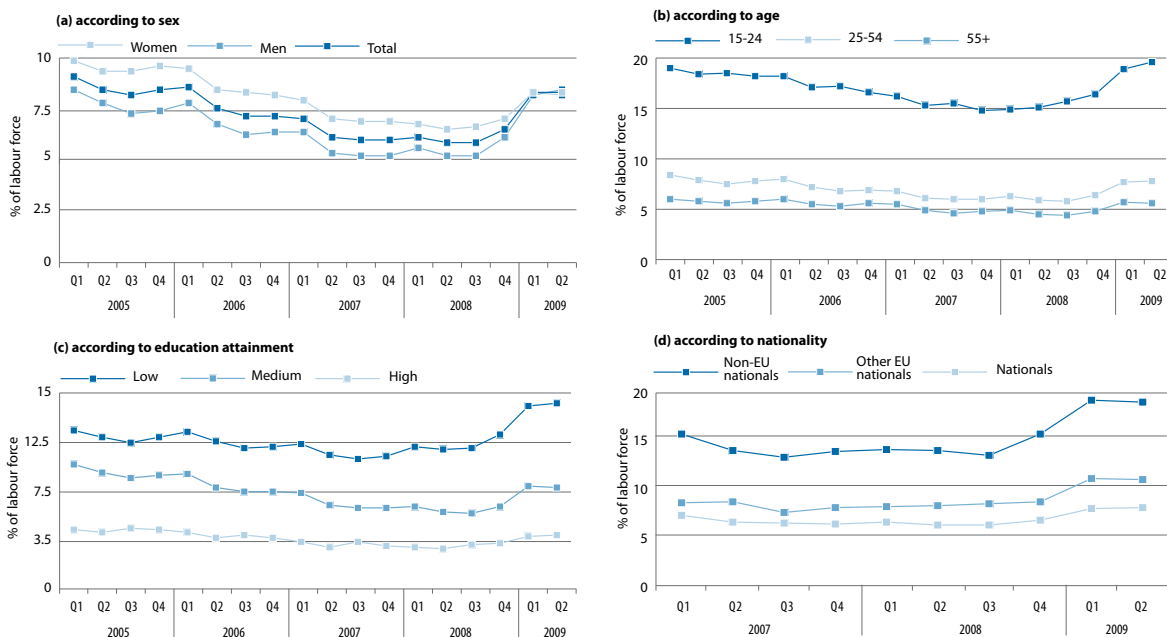 (a) according to sex
Women Men Total
% of labour force
10
7.5
5
2.5
0
Q1 Q2 Q3 Q4 Q1 Q2 Q3 Q4 Q1 Q2 Q3 Q4 Q1 Q2 Q3 Q4 Q1 Q2
2005 2006 2007 2008 2009
(b) according to age
15-24 25-54 55+
% of labour force
20
15
10
5
0
Q1 Q2 Q3 Q4 Q1 Q2 Q3 Q4 Q1 Q2 Q3 Q4 Q1 Q2 Q3 Q4 Q1 Q2
2005 2006 2007 2008 2009
(c) according to education attainment
Low Medium High
% of labour force
15
12.5
7.5
3.5
0
Q1 Q2 Q3 Q4 Q1 Q2 Q3 Q4 Q1 Q2 Q3 Q4 Q1 Q2 Q3 Q4 Q1 Q2
2005 2006 2007 2008 2009
(d) according to nationality
Non-EU
nationals
Other EU
nationals
Nationals
% of labour force
20
15
10
5
0
Q1 Q2 Q3 Q4 Q1 Q2 Q3 Q4 Q1 Q2
2007 2008 2009